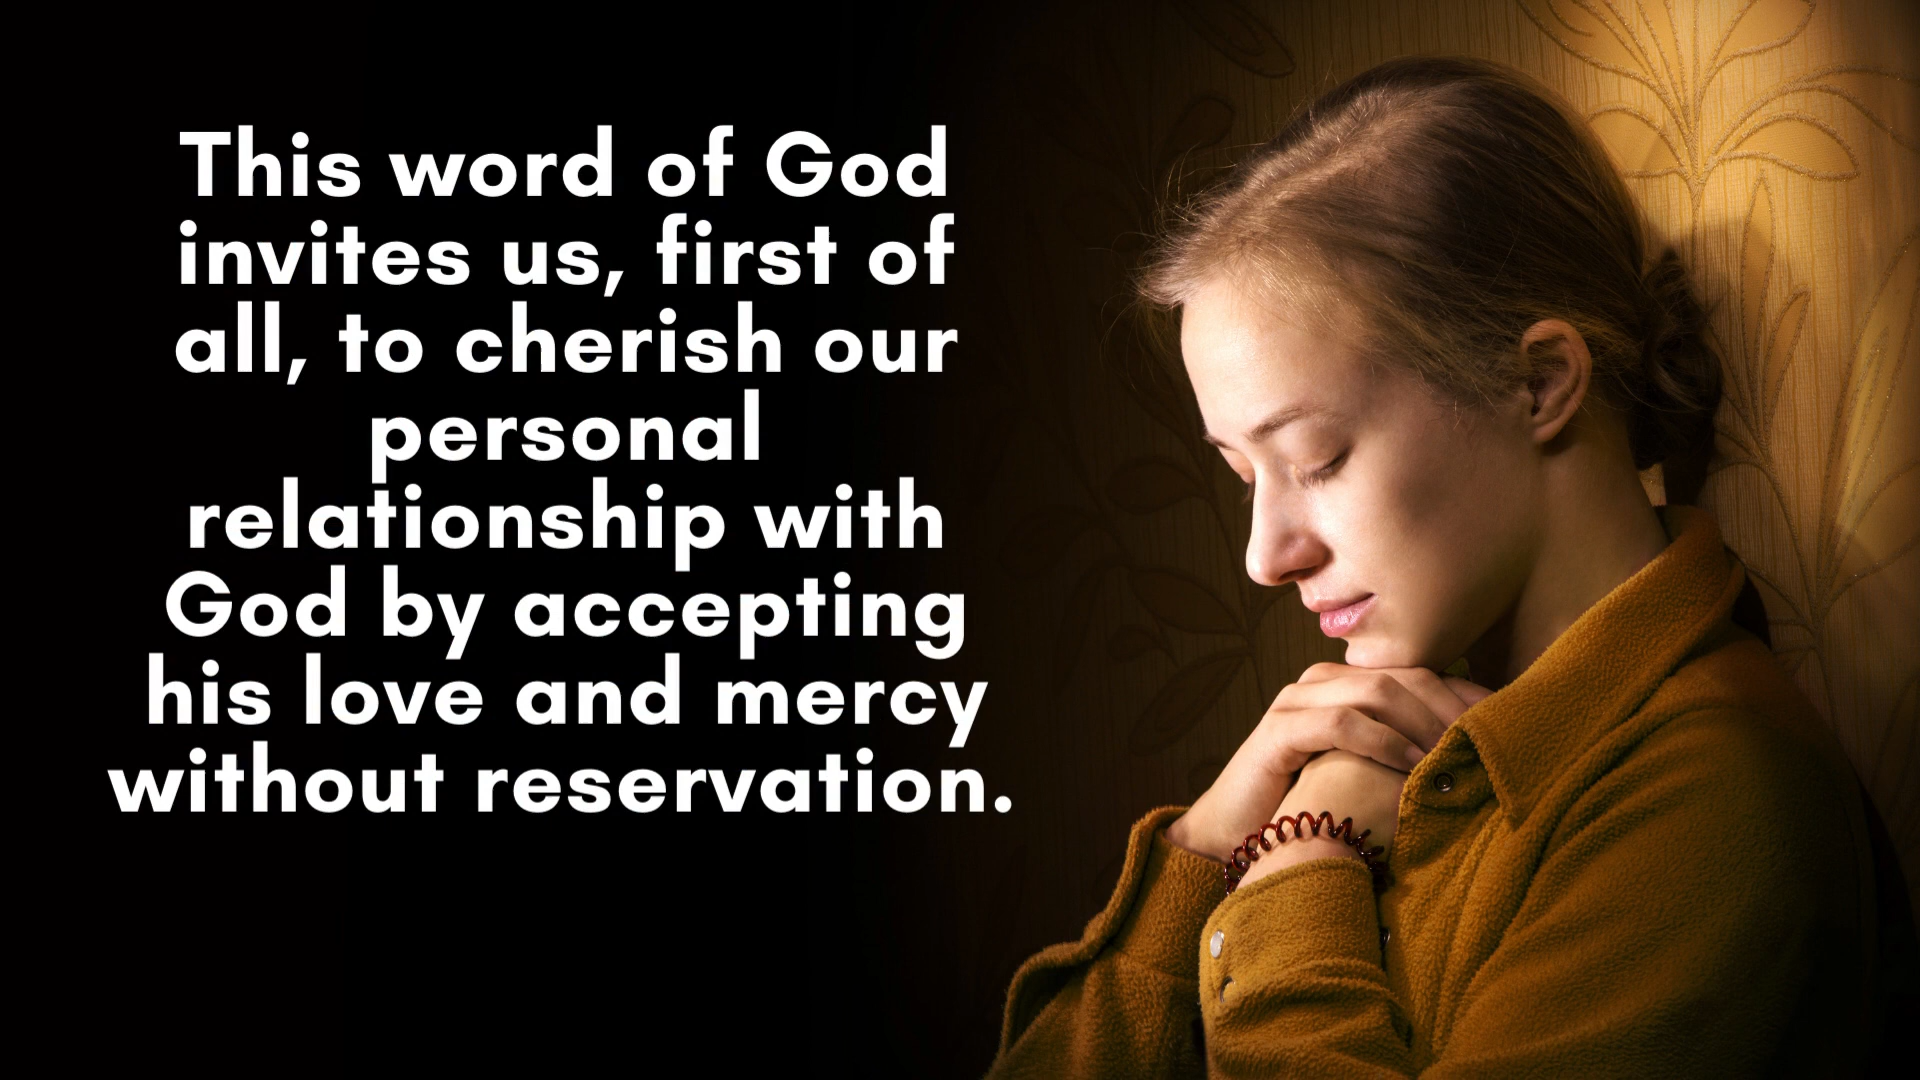 This word of God
invites us, first of
all, to cherish our
personal
relationship with
God by accepting
his love and mercy
without reservation.